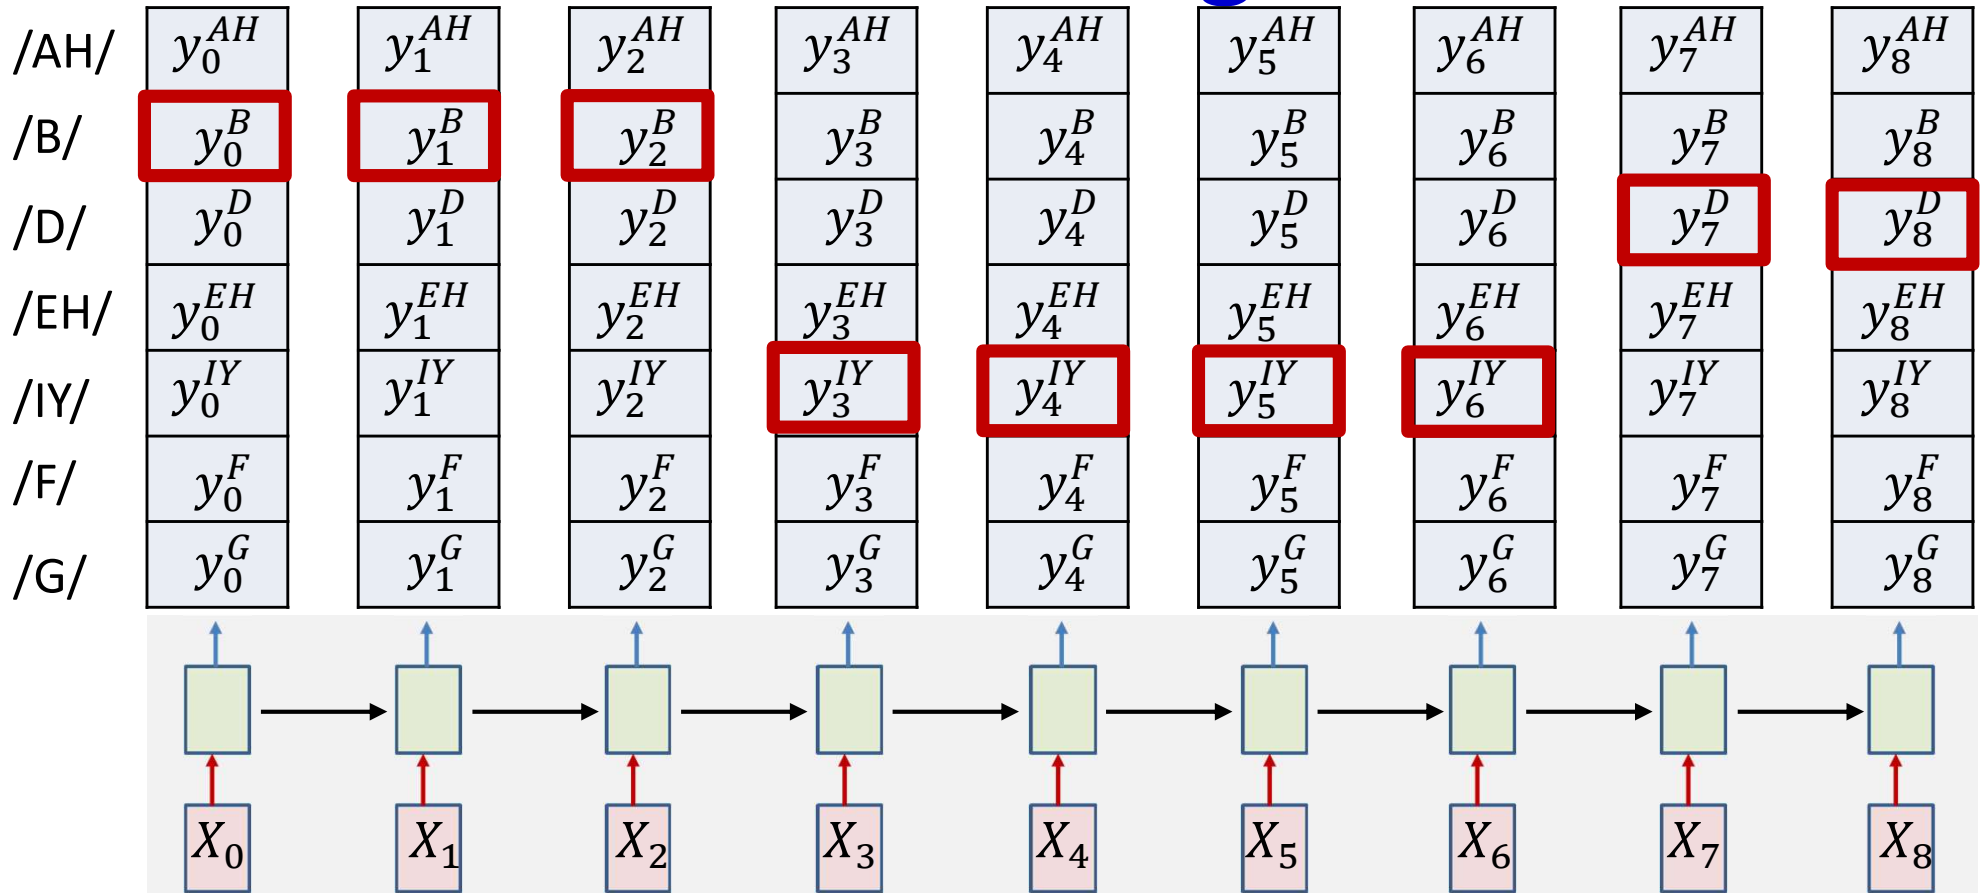 /AH/ y_0^{AH} y_1^{AH} y_2^{AH} y_3^{AH} y_4^{AH} y_5^{AH} y_6^{AH} y_7^{AH} y_8^{AH}
/B/ y_0^{B} y_1^{B} y_2^{B} y_3^{B} y_4^{B} y_5^{B} y_6^{B} y_7^{B} y_8^{B}
/D/ y_0^{D} y_1^{D} y_2^{D} y_3^{D} y_4^{D} y_5^{D} y_6^{D} y_7^{D} y_8^{D}
/EH/ y_0^{EH} y_1^{EH} y_2^{EH} y_3^{EH} y_4^{EH} y_5^{EH} y_6^{EH} y_7^{EH} y_8^{EH}
/IY/ y_0^{IY} y_1^{IY} y_2^{IY} y_3^{IY} y_4^{IY} y_5^{IY} y_6^{IY} y_7^{IY} y_8^{IY}
/F/ y_0^{F} y_1^{F} y_2^{F} y_3^{F} y_4^{F} y_5^{F} y_6^{F} y_7^{F} y_8^{F}
/G/ y_0^{G} y_1^{G} y_2^{G} y_3^{G} y_4^{G} y_5^{G} y_6^{G} y_7^{G} y_8^{G}
X_0 X_1 X_2 X_3 X_4 X_5 X_6 X_7 X_8